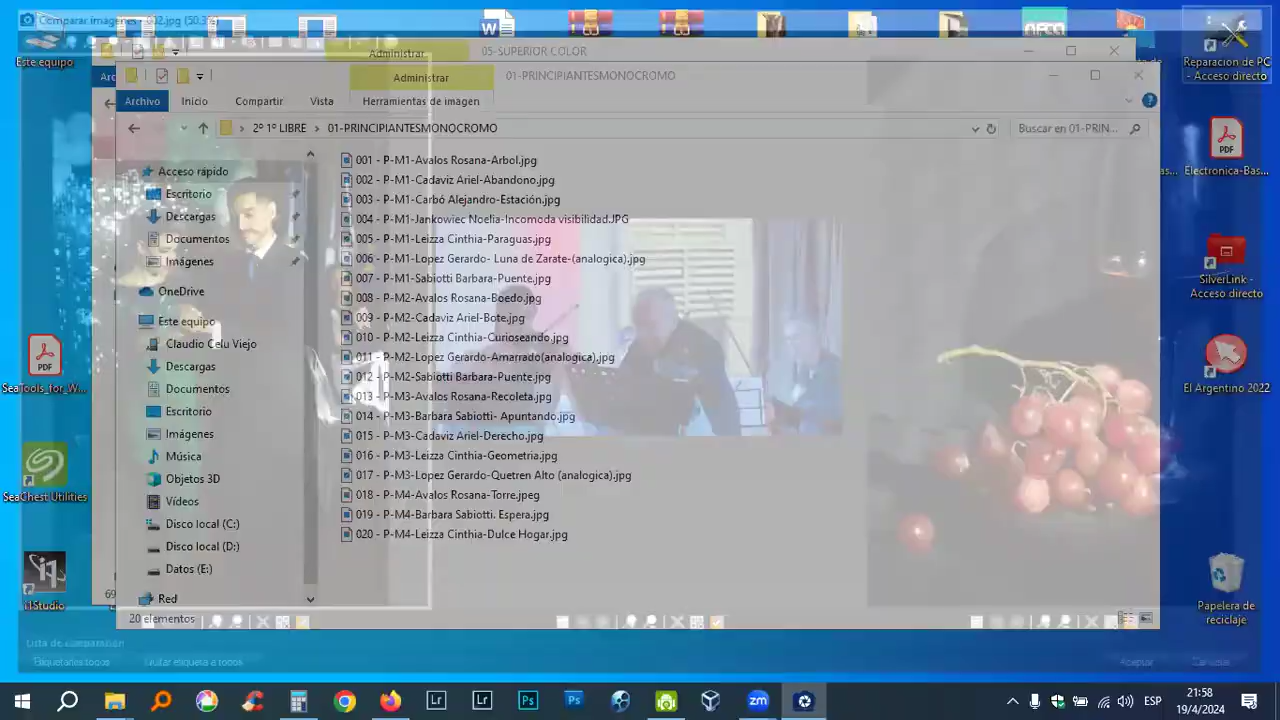 Comparar imágenes - 002.jpg (50.3%)
Este equipo
Administrar
05-SUPERIOR COLOR
Administrar
01-PRINCIPIANTESMONOCROMO
Archivo
Inicio
Compartir
Vista
Herramientas de imagen
2º 1º LIBRE > 01-PRINCIPIANTESMONOCROMO
Buscar en 01-PRIN...
Acceso rápido
Escritorio
Descargas
Documentos
Imágenes
OneDrive
Este equipo
Claudio Celu Viejo
Descargas
Documentos
Escritorio
Imágenes
Música
Objetos 3D
Vídeos
Disco local (C:)
Disco local (D:)
Datos (E:)
Red
001 - P-M1-Avalos Rosana-Arbol.jpg
002 - P-M1-Cadaviz Ariel-Abandono.jpg
003 - P-M1-Carbó Alejandro-Estación.jpg
004 - P-M1-Jankowiec Noelia-Incomoda visibilidad.JPG
005 - P-M1-Leizza Cinthia-Paraguas.jpg
006 - P-M1-Lopez Gerardo- Luna de Zarate-(analogica).jpg
007 - P-M1-Sabiotti Barbara-Puente.jpg
008 - P-M2-Avalos Rosana-Boedo.jpg
009 - P-M2-Cadaviz Ariel-Bote.jpg
010 - P-M2-Leizza Cinthia-Curioseando.jpg
011 - P-M2-Lopez Gerardo-Amarrado(analogica).jpg
012 - P-M2-Sabiotti Barbara-Puente.jpg
013 - P-M3-Avalos Rosana-Recoleta.jpg
014 - P-M3-Barbara Sabiotti- Apuntando.jpg
015 - P-M3-Cadaviz Ariel-Derecho.jpg
016 - P-M3-Leizza Cinthia-Geometria.jpg
017 - P-M3-Lopez Gerardo-Quetren Alto (analogica).jpg
018 - P-M4-Avalos Rosana-Torre.jpeg
019 - P-M4-Barbara Sabiotti. Espera.jpg
020 - P-M4-Leizza Cinthia-Dulce Hogar.jpg
20 elementos
69
Reparacion de PC
- Acceso directo
PDF
Electronica-Bas...
SilverLink -
Acceso directo
El Argentino 2022
Papelera de
reciclaje
PDF
SeaTools_for_W...
SeaChest Utilities
i1Studio
Lista de comparación
Etiquetarlos todos
Quitar etiqueta a todos
Aceptar
Cancelar
ESP
21:58
19/4/2024